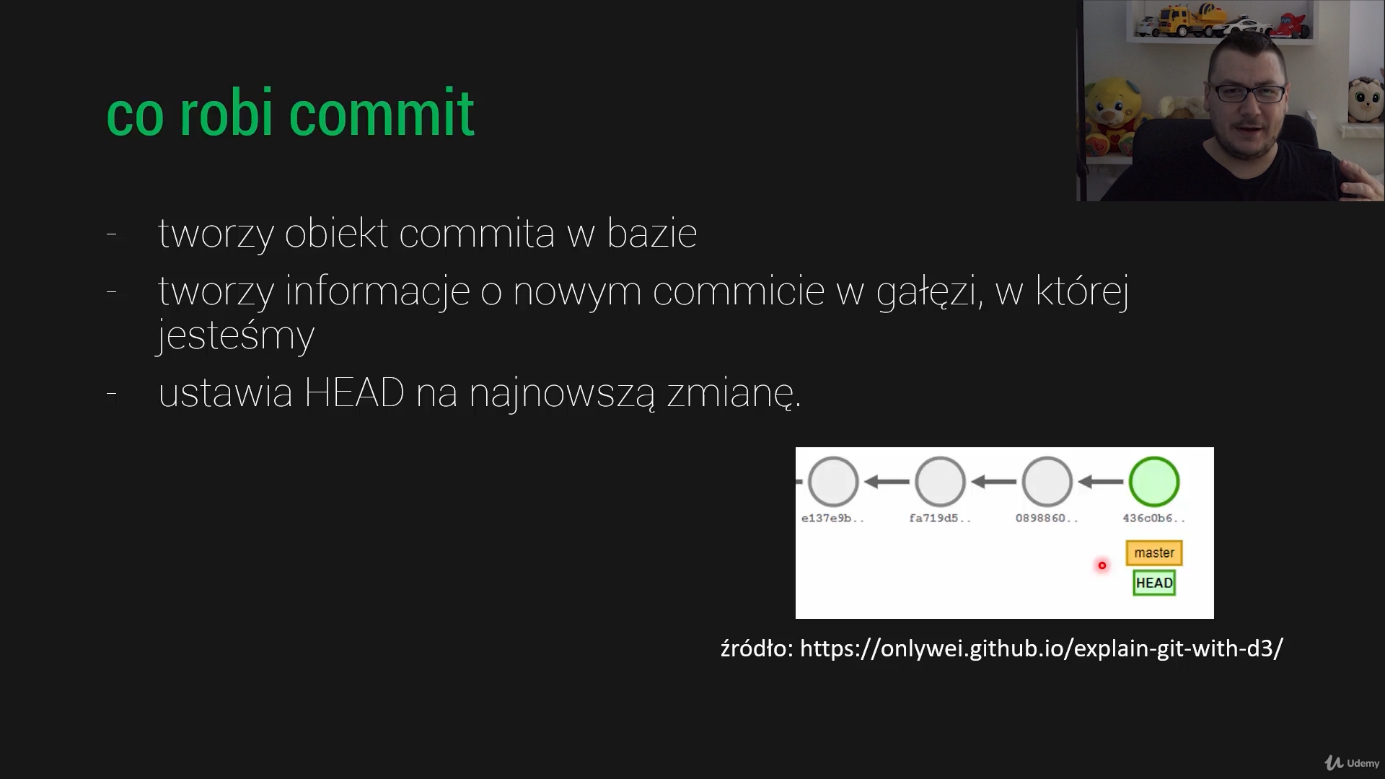 co robi commit
- tworzy obiekt commita w bazie
- tworzy informacje o nowym commicie w gałęzi, w której
jesteśmy
- ustawia HEAD na najnowszą zmianę.
e137e9b.. fa719d5.. 0898860.. 436c0b6..
master
HEAD
źródło: https://onlywei.github.io/explain-git-with-d3/
Udemy